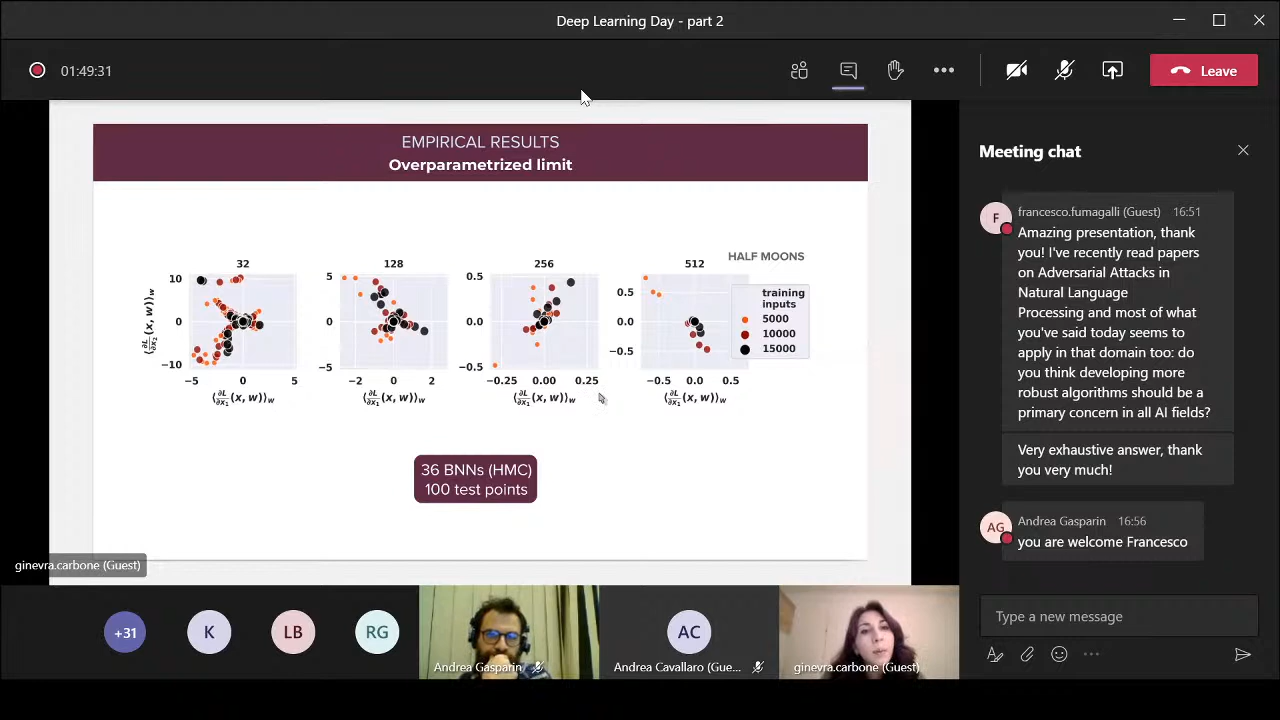 Deep Learning Day - part 2
01:49:31
Leave
EMPIRICAL RESULTS
Overparametrized limit
HALF MOONS
32
128
256
512
10
0
−10
5
0
−5
0.5
0.0
−0.5
0.5
0.0
−0.5
−5 0 5
−2 0 2
−0.25 0.00 0.25
−0.5 0.0 0.5
⟨∂L/∂x₂(x, w)⟩w
⟨∂L/∂x₁(x, w)⟩w
⟨∂L/∂x₁(x, w)⟩w
⟨∂L/∂x₁(x, w)⟩w
⟨∂L/∂x₁(x, w)⟩w
training
inputs
5000
10000
15000
36 BNNs (HMC)
100 test points
ginevra.carbone (Guest)
+31
K
LB
RG
Andrea Gasparin
AC
Andrea Cavallaro (Gue...
ginevra.carbone (Guest)
Meeting chat
F
francesco.fumagalli (Guest) 16:51
Amazing presentation, thank
you! I've recently read papers
on Adversarial Attacks in
Natural Language
Processing and most of what
you've said today seems to
apply in that domain too: do
you think developing more
robust algorithms should be a
primary concern in all AI fields?
Very exhaustive answer, thank
you very much!
AG
Andrea Gasparin 16:56
you are welcome Francesco
Type a new message